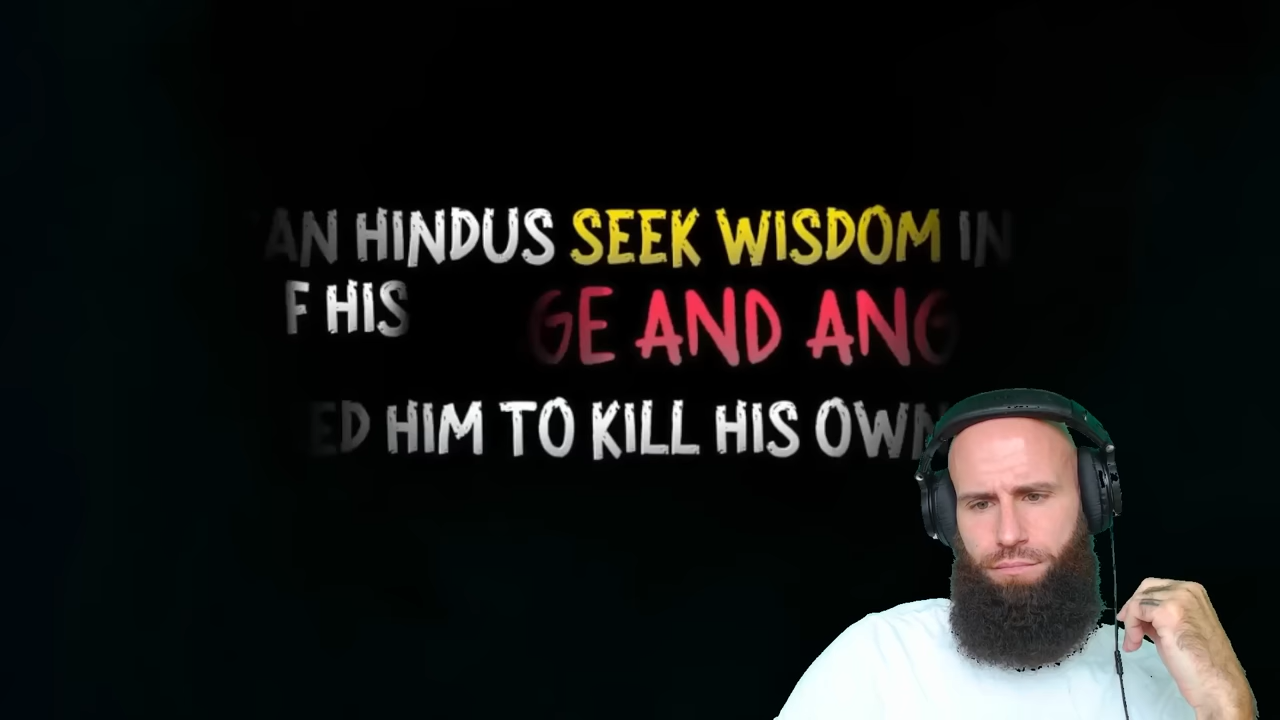 AN HINDUS SEEK WISDOM IN
F HIS GE AND ANG
ED HIM TO KILL HIS OWN